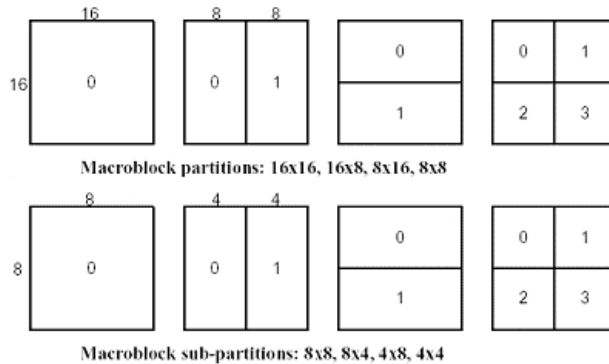 16 8 8
16 0 0 1 0 0 1
1 2 3
Macroblock partitions: 16x16, 16x8, 8x16, 8x8
8 4 4
8 0 0 1 0 0 1
1 2 3
Macroblock sub-partitions: 8x8, 8x4, 4x8, 4x4